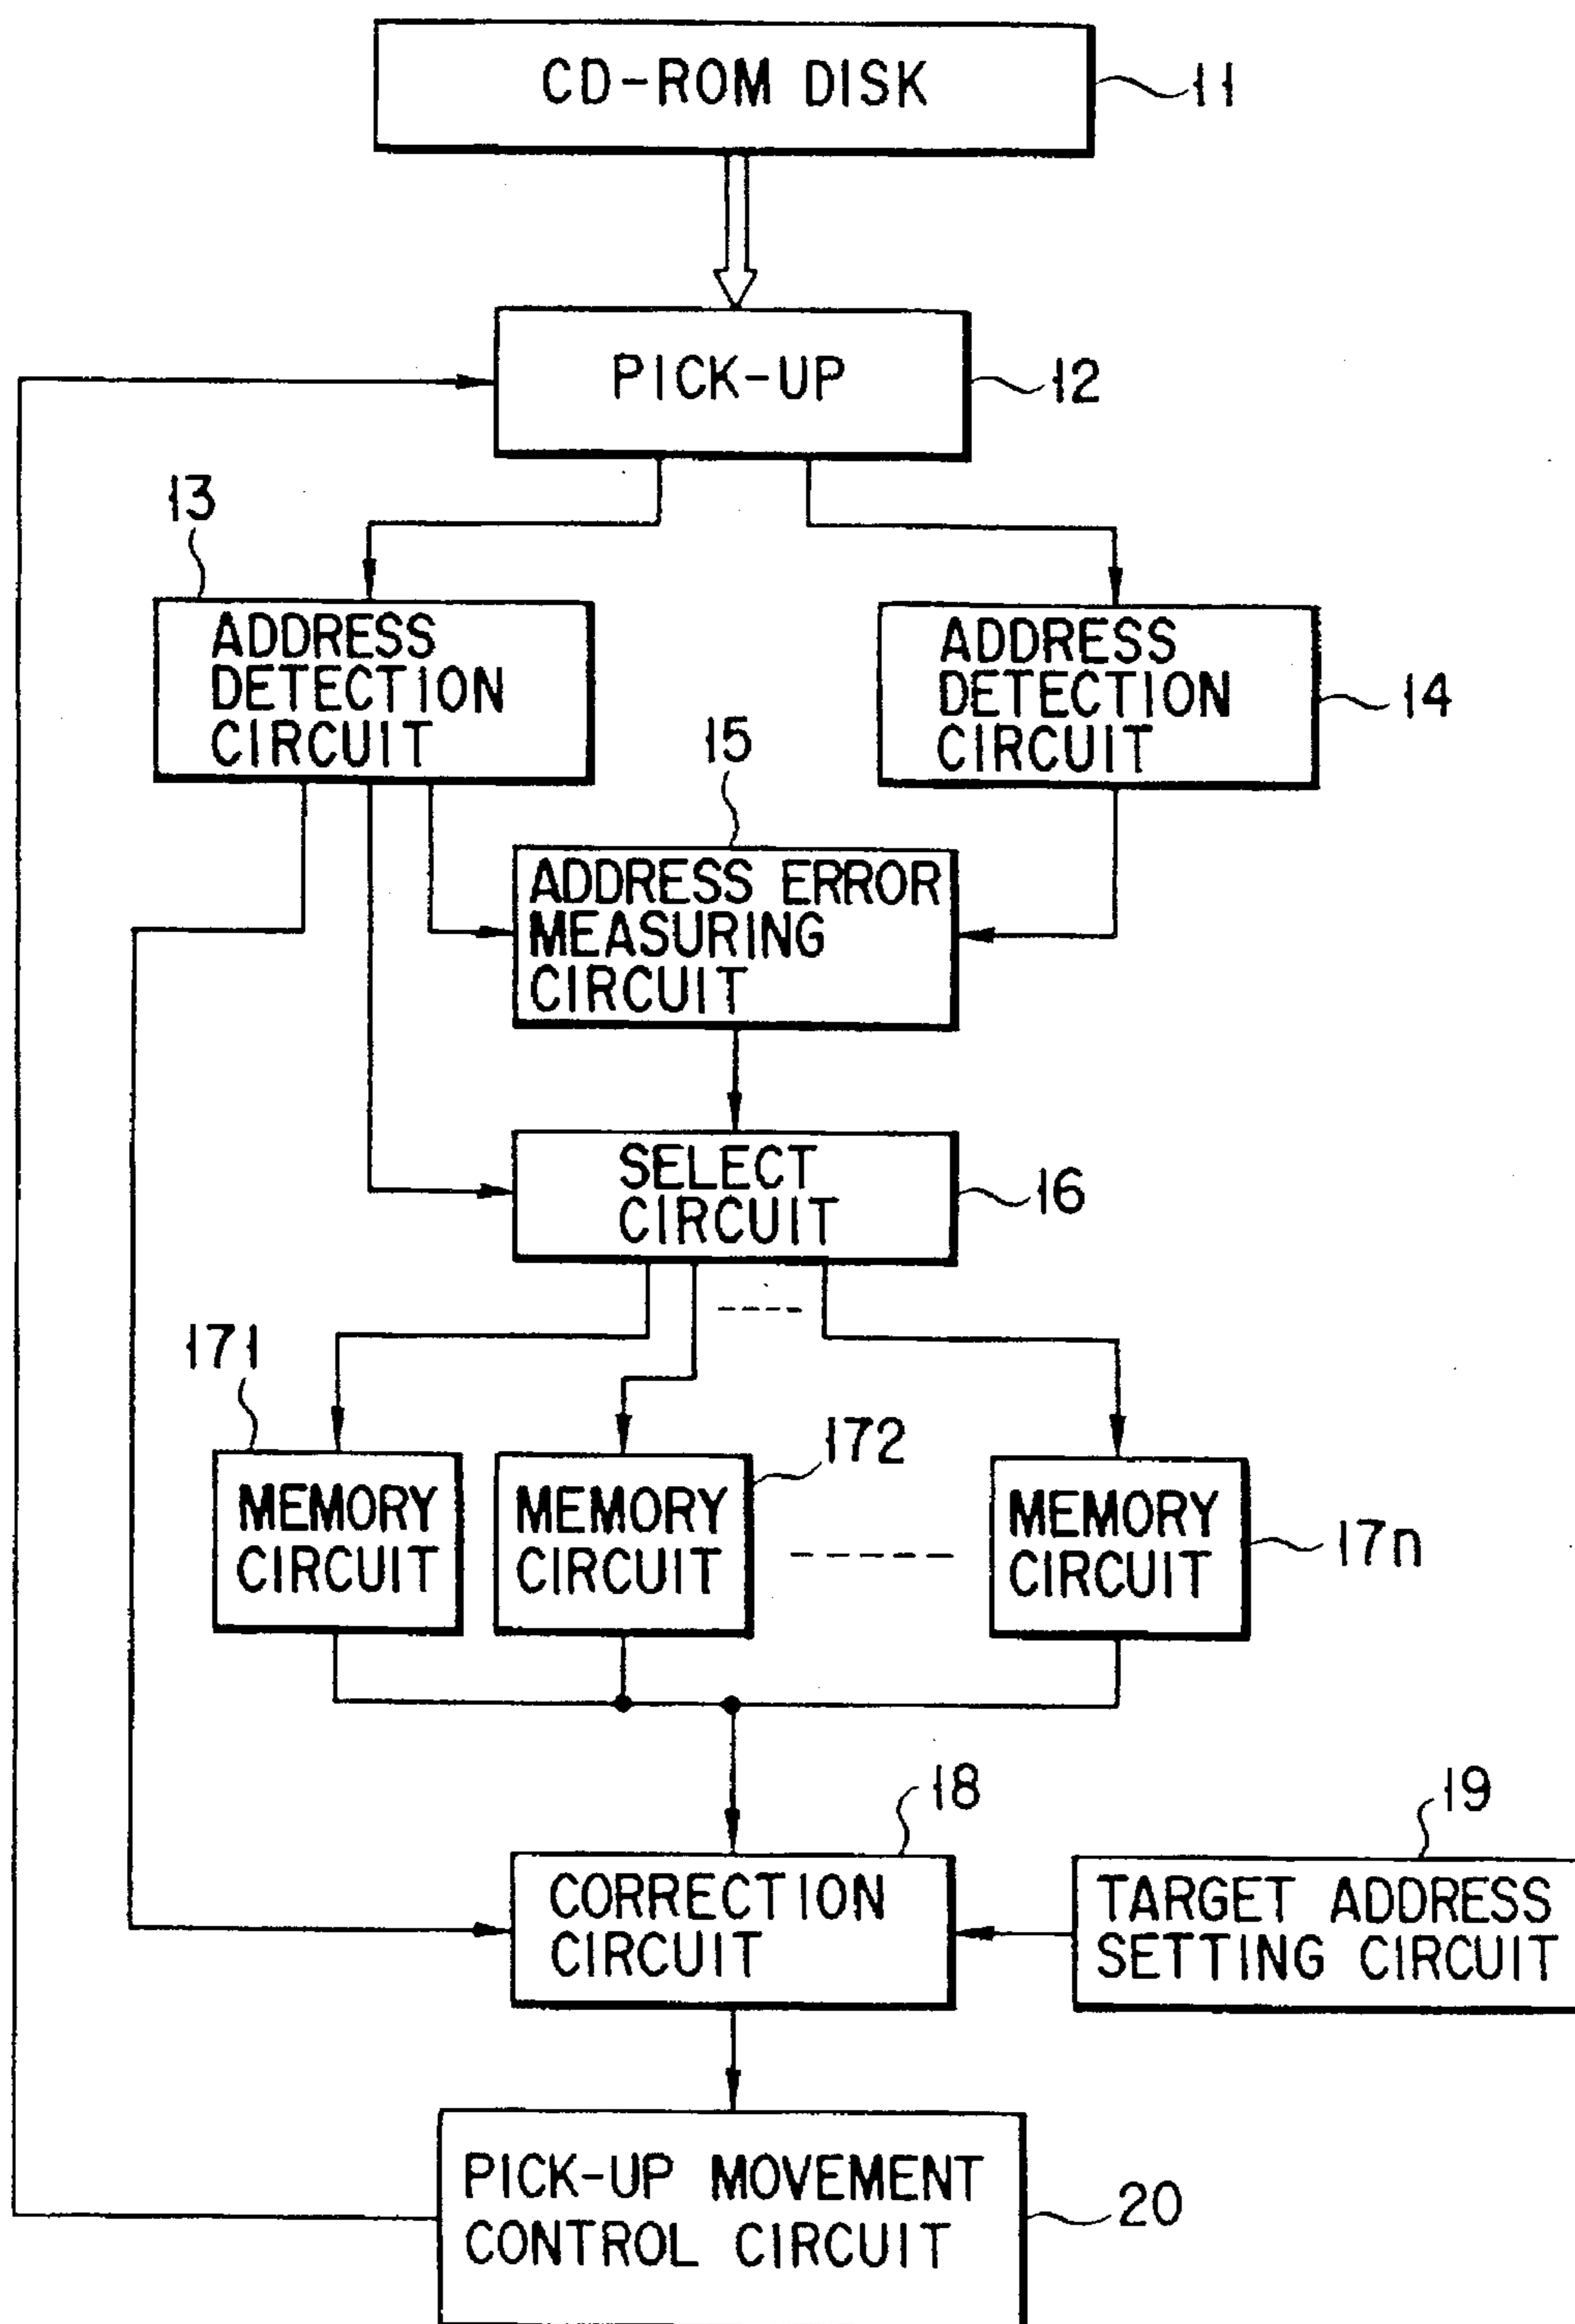 CD-ROM DISK
11
PICK-UP
12
13
ADDRESS
DETECTION
CIRCUIT
ADDRESS
DETECTION
CIRCUIT
14
15
ADDRESS ERROR
MEASURING
CIRCUIT
SELECT
CIRCUIT
16
171
MEMORY
CIRCUIT
172
MEMORY
CIRCUIT
MEMORY
CIRCUIT
17n
18
CORRECTION
CIRCUIT
19
TARGET ADDRESS
SETTING CIRCUIT
PICK-UP MOVEMENT
CONTROL CIRCUIT
20